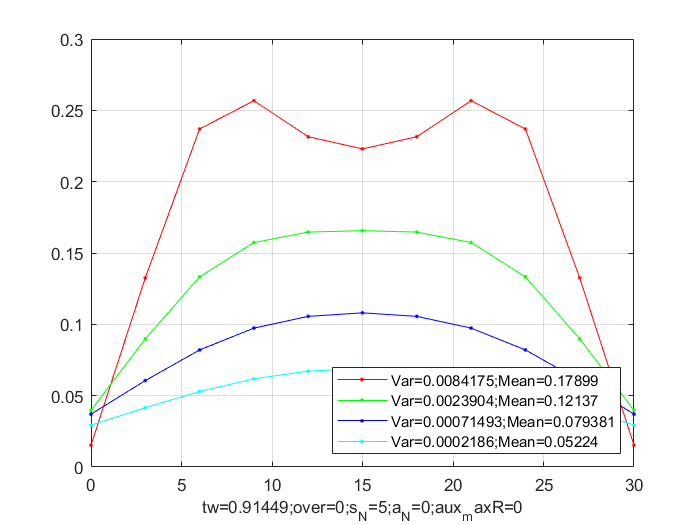 0.3
0.25
0.2
0.15
0.1
0.05
0
Var=0.0084175;Mean=0.17899
Var=0.0023904;Mean=0.12137
Var=0.00071493;Mean=0.079381
Var=0.0002186;Mean=0.05224
0 5 10 15 20 25 30
tw=0.91449;over=0;s_N=5;a_N=0;aux_maxR=0